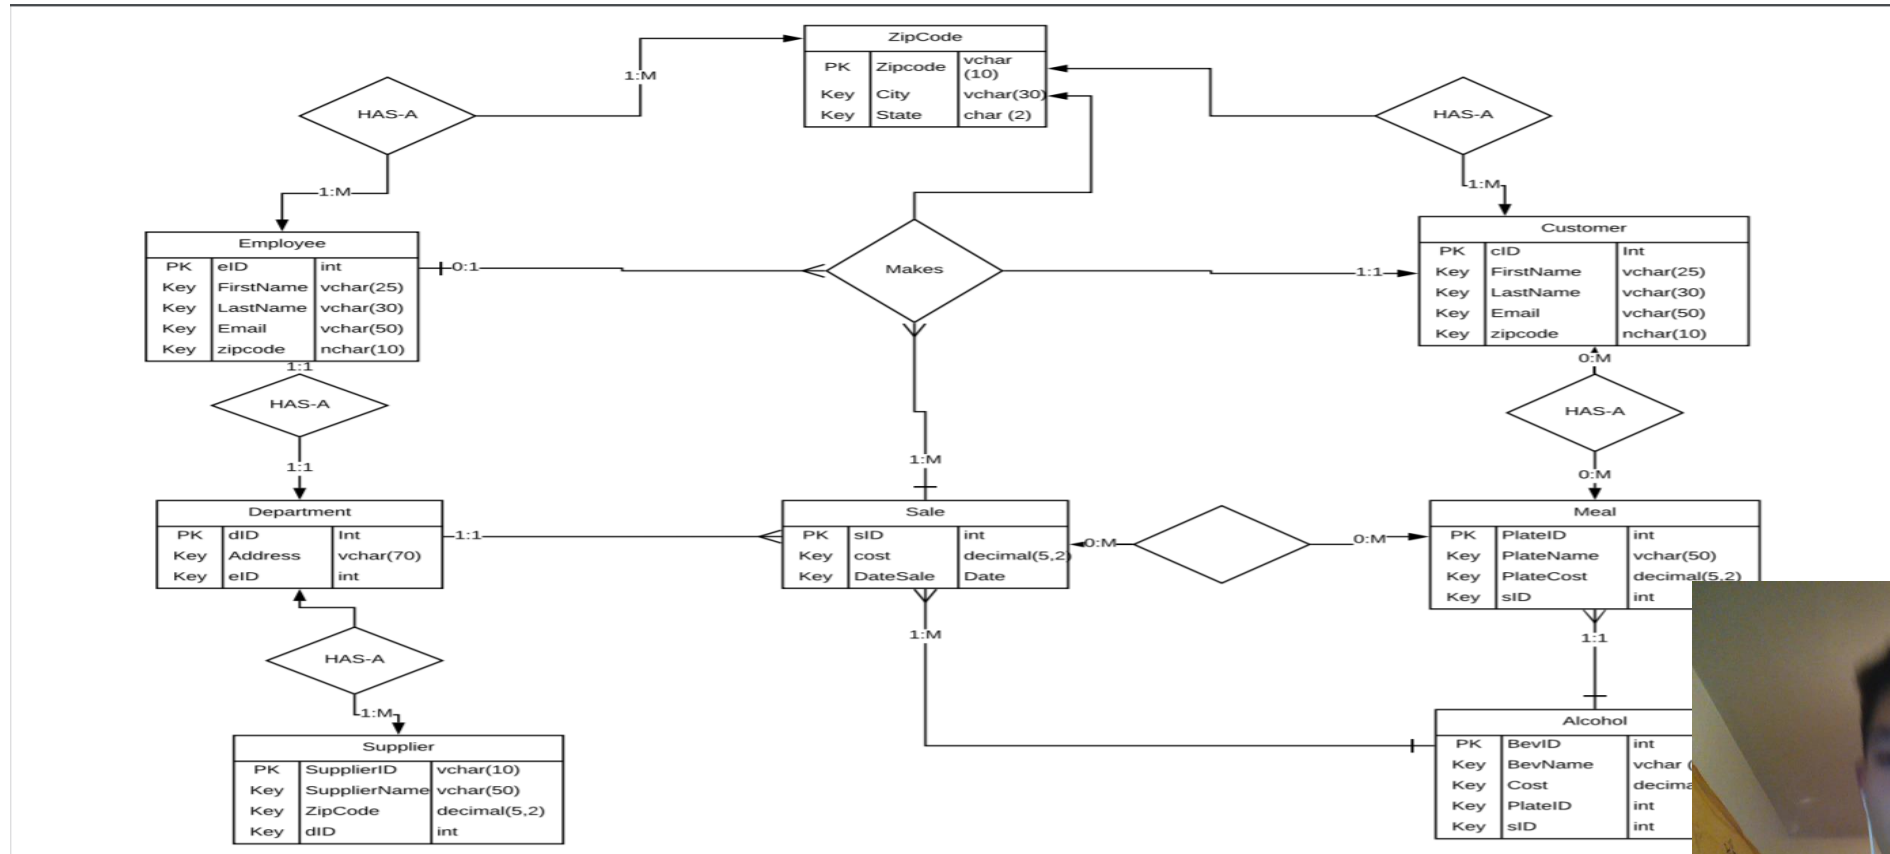 ZipCode
PK Zipcode vchar (10)
Key City vchar(30)
Key State char (2)
1:M
HAS-A
1:M
HAS-A
1:M
Employee
PK eID int
Key FirstName vchar(25)
Key LastName vchar(30)
Key Email vchar(50)
Key zipcode nchar(10)
0:1
Makes
1:1
Customer
PK cID Int
Key FirstName vchar(25)
Key LastName vchar(30)
Key Email vchar(50)
Key zipcode nchar(10)
1:1
HAS-A
1:1
0:M
HAS-A
0:M
1:M
Department
PK dID Int
Key Address vchar(70)
Key eID int
1:1
Sale
PK sID int
Key cost decimal(5,2)
Key DateSale Date
0:M
0:M
Meal
PK PlateID int
Key PlateName vchar(50)
Key PlateCost decimal(5,2)
Key sID int
HAS-A
1:M
1:M
1:1
Supplier
PK SupplierID vchar(10)
Key SupplierName vchar(50)
Key ZipCode decimal(5,2)
Key dID int
Alcohol
PK BevID int
Key BevName vchar (
Key Cost decima
Key PlateID int
Key sID int